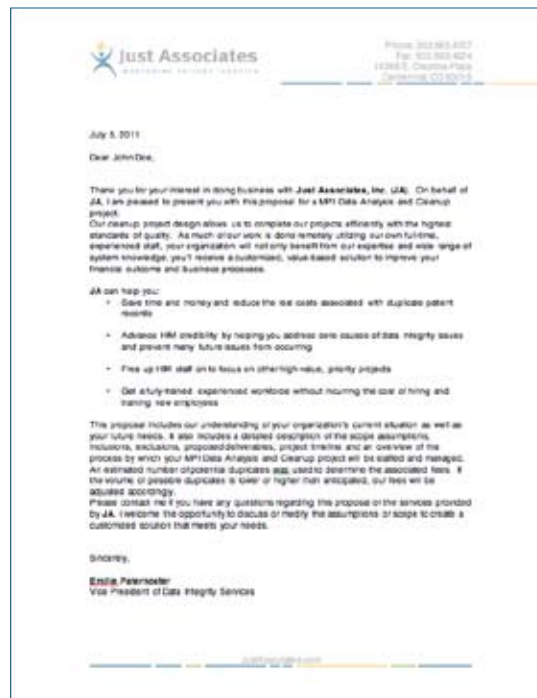 Just Associates
July 5, 2011
Dear John Doe,
Thank you for your interest in doing business with Just Associates, Inc. (JA). On behalf of
JA, I am pleased to present you with this proposal for a MPI Data Analysis and Cleanup
project.
Our cleanup project design allows us to complete our projects efficiently with the highest
standards of quality. As much of our work is done remotely utilizing our own full-time,
experienced staff, your organization will not only benefit from our expertise and wide range of
system knowledge, you'll receive a customized, value-based solution to improve your
financial outcome and business processes.
JA can help you:
• Save time and money and reduce the real costs associated with duplicate patient
records
• Advance HIM credibility by helping you address core causes of data integrity issues
and prevent many future issues from occurring
• Free up HIM staff on to focus on other high-value, priority projects
• Get a fully-trained experienced workforce without incurring the cost of hiring and
training new employees
This proposal includes our understanding of your organization's current situation as well as
your future needs. It also includes a detailed description of the scope assumptions,
inclusions, exclusions, proposed deliverables, project timeline and an overview of the
process by which your MPI Data Analysis and Cleanup project will be staffed and managed.
An estimated number of potential duplicates was used to determine the associated fees. If
the volume of possible duplicates is lower or higher than anticipated, our fees will be
adjusted accordingly.
Please contact me if you have any questions regarding this proposal or the services provided
by JA. I welcome the opportunity to discuss or modify the assumptions or scope to create a
customized solution that meets your needs.
Sincerely,
Emilie Paternoster
Vice President of Data Integrity Services